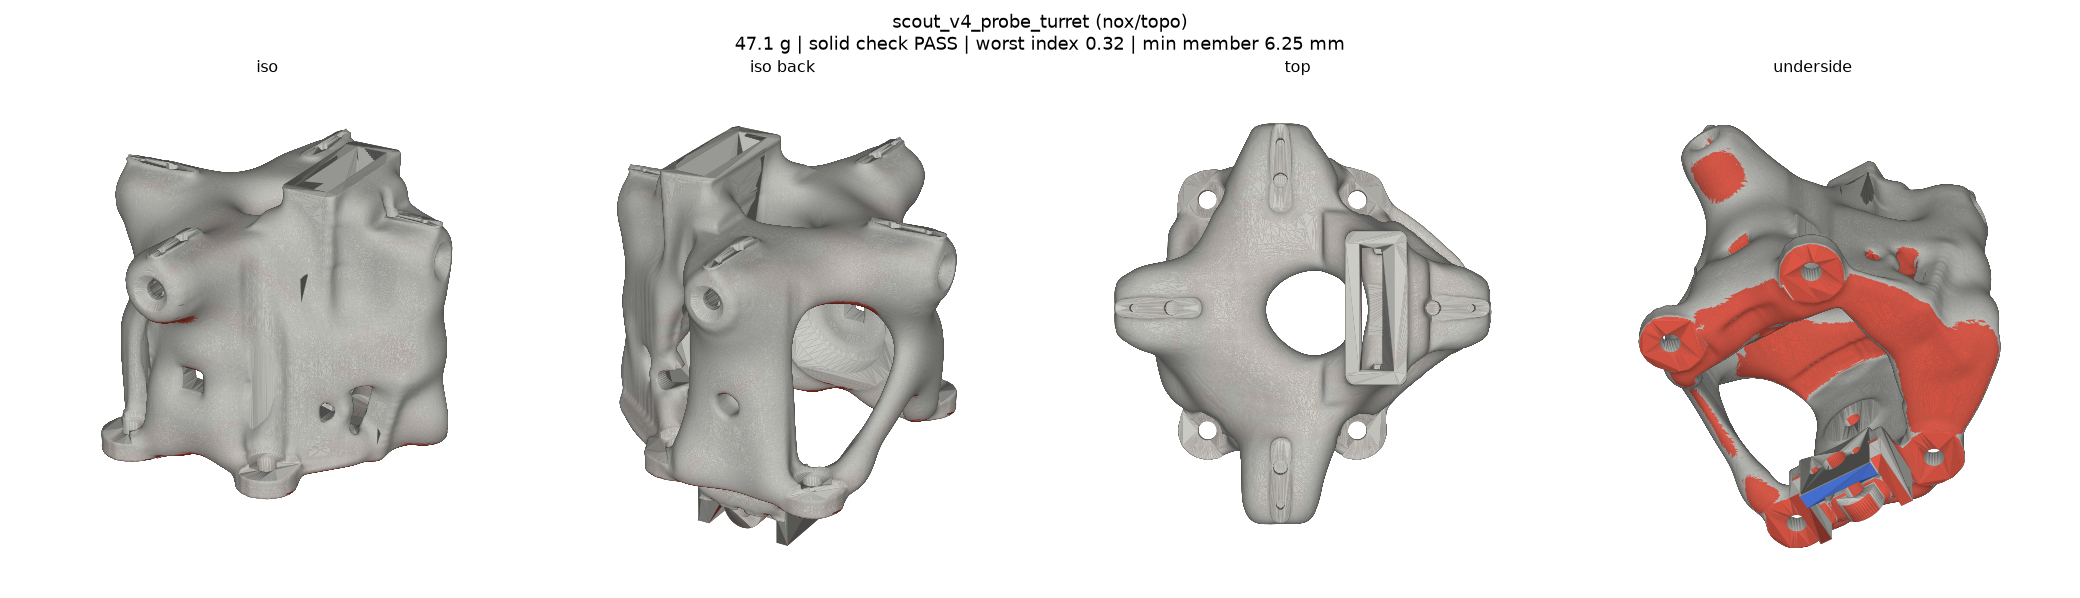 scout_v4_probe_turret (nox/topo)
47.1 g | solid check PASS | worst index 0.32 | min member 6.25 mm
iso
iso back
top
underside